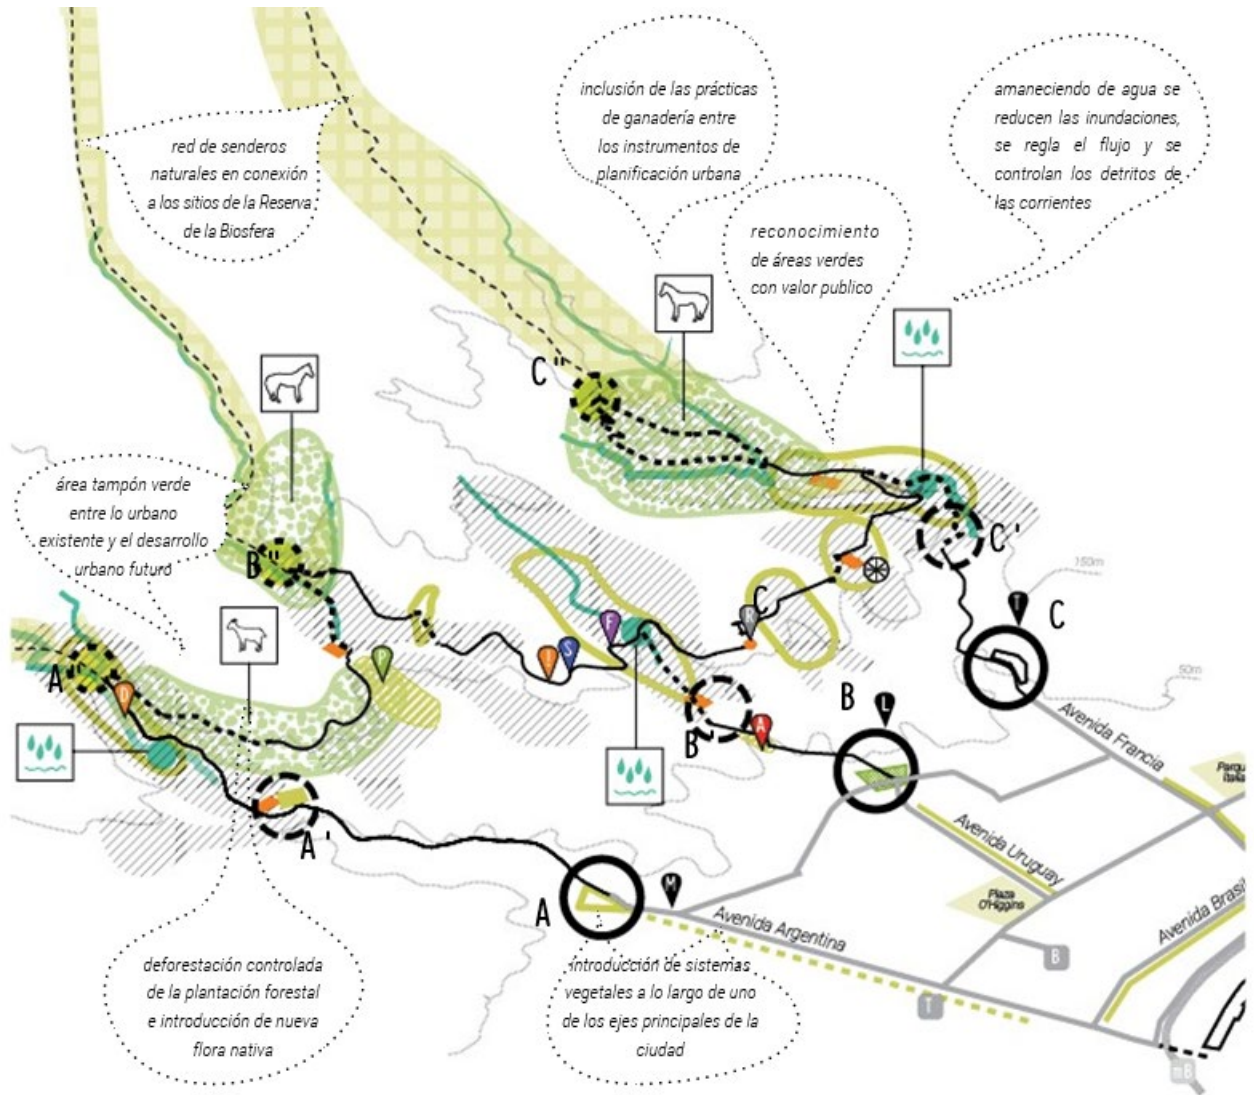 inclusión de las prácticas
de ganadería entre
los instrumentos de
planificación urbana
amaneciendo de agua se
reducen las inundaciones,
se regla el flujo y se
controlan los detritos de
las corrientes
red de senderos
naturales en conexión
a los sitios de la Reserva
de la Biosfera
reconocimiento
de áreas verdes
con valor publico
C"
área tampón verde
entre lo urbano
existente y el desarrollo
urbano futuro
B"
C'
150m
C
T
C
R
F
I
S
P
50m
A"
D
B
L
A
B'
Avenida Francia
A'
Avenida Uruguay
Plaza
O'Higgins
Avenida Brasil
M
A
Avenida Argentina
B
T
mB
deforestación controlada
de la plantación forestal
e introducción de nueva
flora nativa
introducción de sistemas
vegetales a lo largo de uno
de los ejes principales de la
ciudad